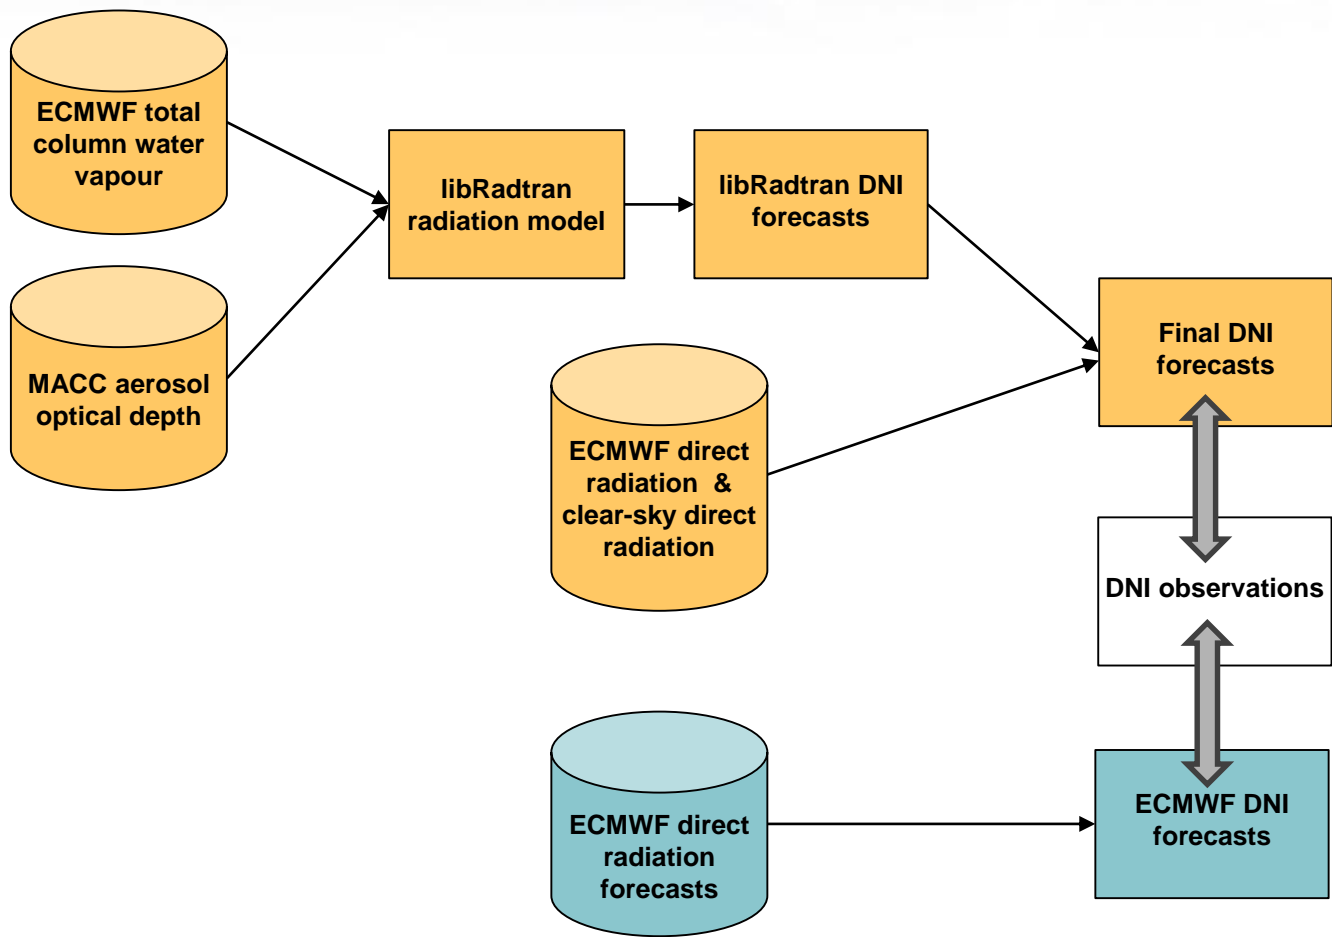 ECMWF total
column water
vapour
libRadtran
radiation model
libRadtran DNI
forecasts
MACC aerosol
optical depth
Final DNI
forecasts
ECMWF direct
radiation  &
clear-sky direct
radiation
DNI observations
ECMWF direct
radiation
forecasts
ECMWF DNI
forecasts